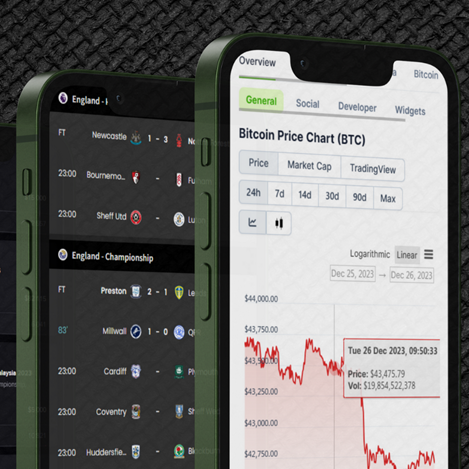 England -
FT Newcastle 1 - 3
23:00 Bournemo... -
23:00 Sheff Utd -
England - Championship
FT Preston 2 - 1
83' Millwall 1 - 0
23:00 Cardiff -
23:00 Coventry -
23:00 Huddersfie... -
Overview
Bitcoin
General Social Developer Widgets
Bitcoin Price Chart (BTC)
Price Market Cap TradingView
24h 7d 14d 30d 90d Max
Logarithmic Linear
Dec 25, 2023 → Dec 26, 2023
$44,000.00
$43,750.00
$43,500.00
$43,250.00
$43,000.00
$42,750.00
Tue 26 Dec 2023, 09:50:33
Price: $43,475.79
Vol: $19,854,522,378